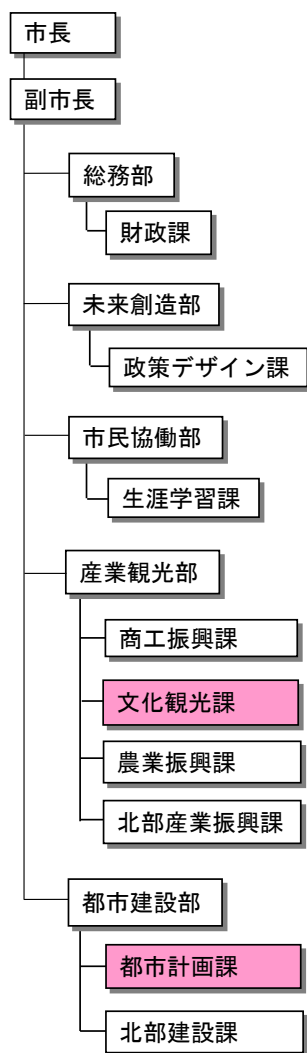 市長
副市長
総務部
財政課
未来創造部
政策デザイン課
市民協働部
生涯学習課
産業観光部
商工振興課
文化観光課
農業振興課
北部産業振興課
都市建設部
都市計画課
北部建設課